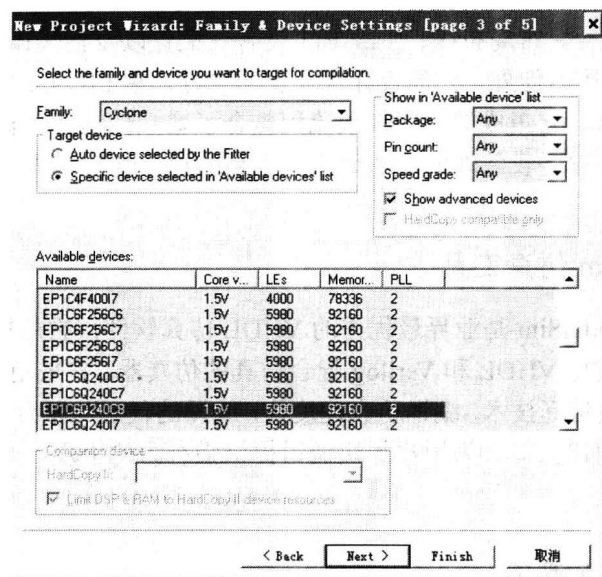 New Project Wizard: Family & Device Settings [page 3 of 5]
Select the family and device you want to target for compilation.
Family: Cyclone
Target device
Auto device selected by the Fitter
Specific device selected in 'Available devices' list
Show in 'Available device' list
Package: Any
Pin count: Any
Speed grade: Any
Show advanced devices
HardCopy compatible only
Available devices:
Name Core v... LEs Memor... PLL
EP1C4F400I7 1.5V 4000 78336 2
EP1C6F256C6 1.5V 5980 92160 2
EP1C6F256C7 1.5V 5980 92160 2
EP1C6F256C8 1.5V 5980 92160 2
EP1C6F256I7 1.5V 5980 92160 2
EP1C6Q240C6 1.5V 5980 92160 2
EP1C6Q240C7 1.5V 5980 92160 2
EP1C6Q240C8 1.5V 5980 92160 2
EP1C6Q240I7 1.5V 5980 92160 2
Companion device
HardCopy II:
Limit DSP & RAM to HardCopy II device resources
< Back
Next >
Finish
取消